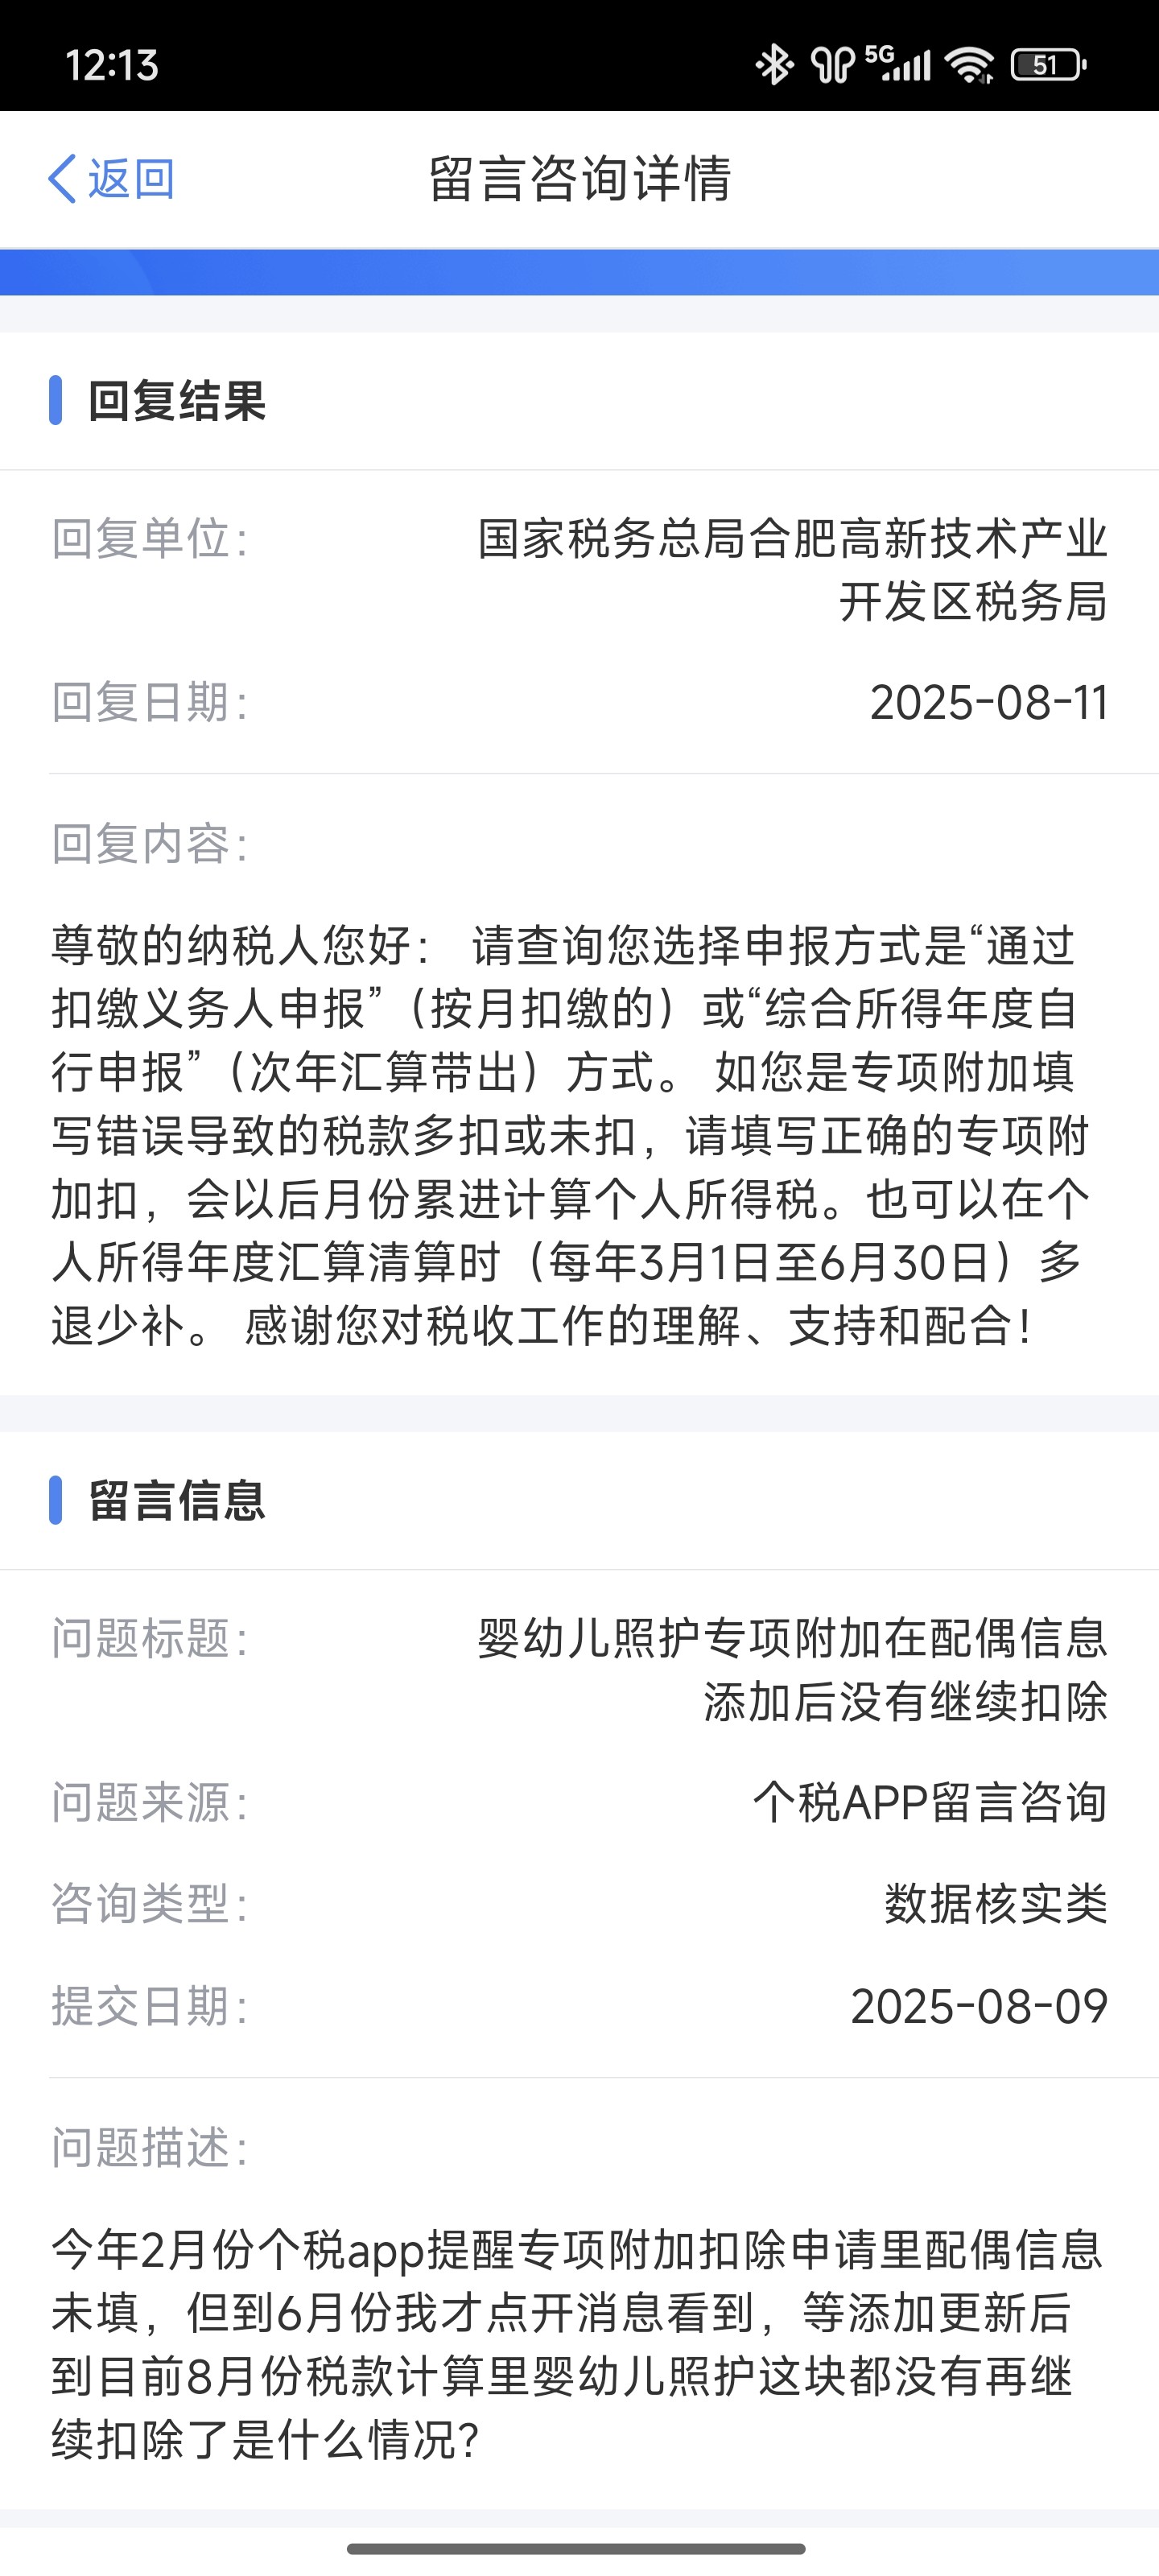 12:13
5G
51
返回
留言咨询详情
回复结果
回复单位：
国家税务总局合肥高新技术产业
开发区税务局
回复日期：
2025-08-11
回复内容：
尊敬的纳税人您好： 请查询您选择申报方式是“通过
扣缴义务人申报”（按月扣缴的）或“综合所得年度自
行申报”（次年汇算带出）方式。 如您是专项附加填
写错误导致的税款多扣或未扣，请填写正确的专项附
加扣，会以后月份累进计算个人所得税。也可以在个
人所得年度汇算清算时（每年3月1日至6月30日）多
退少补。 感谢您对税收工作的理解、支持和配合！
留言信息
问题标题：
婴幼儿照护专项附加在配偶信息
添加后没有继续扣除
问题来源：
个税APP留言咨询
咨询类型：
数据核实类
提交日期：
2025-08-09
问题描述：
今年2月份个税app提醒专项附加扣除申请里配偶信息
未填，但到6月份我才点开消息看到，等添加更新后
到目前8月份税款计算里婴幼儿照护这块都没有再继
续扣除了是什么情况？